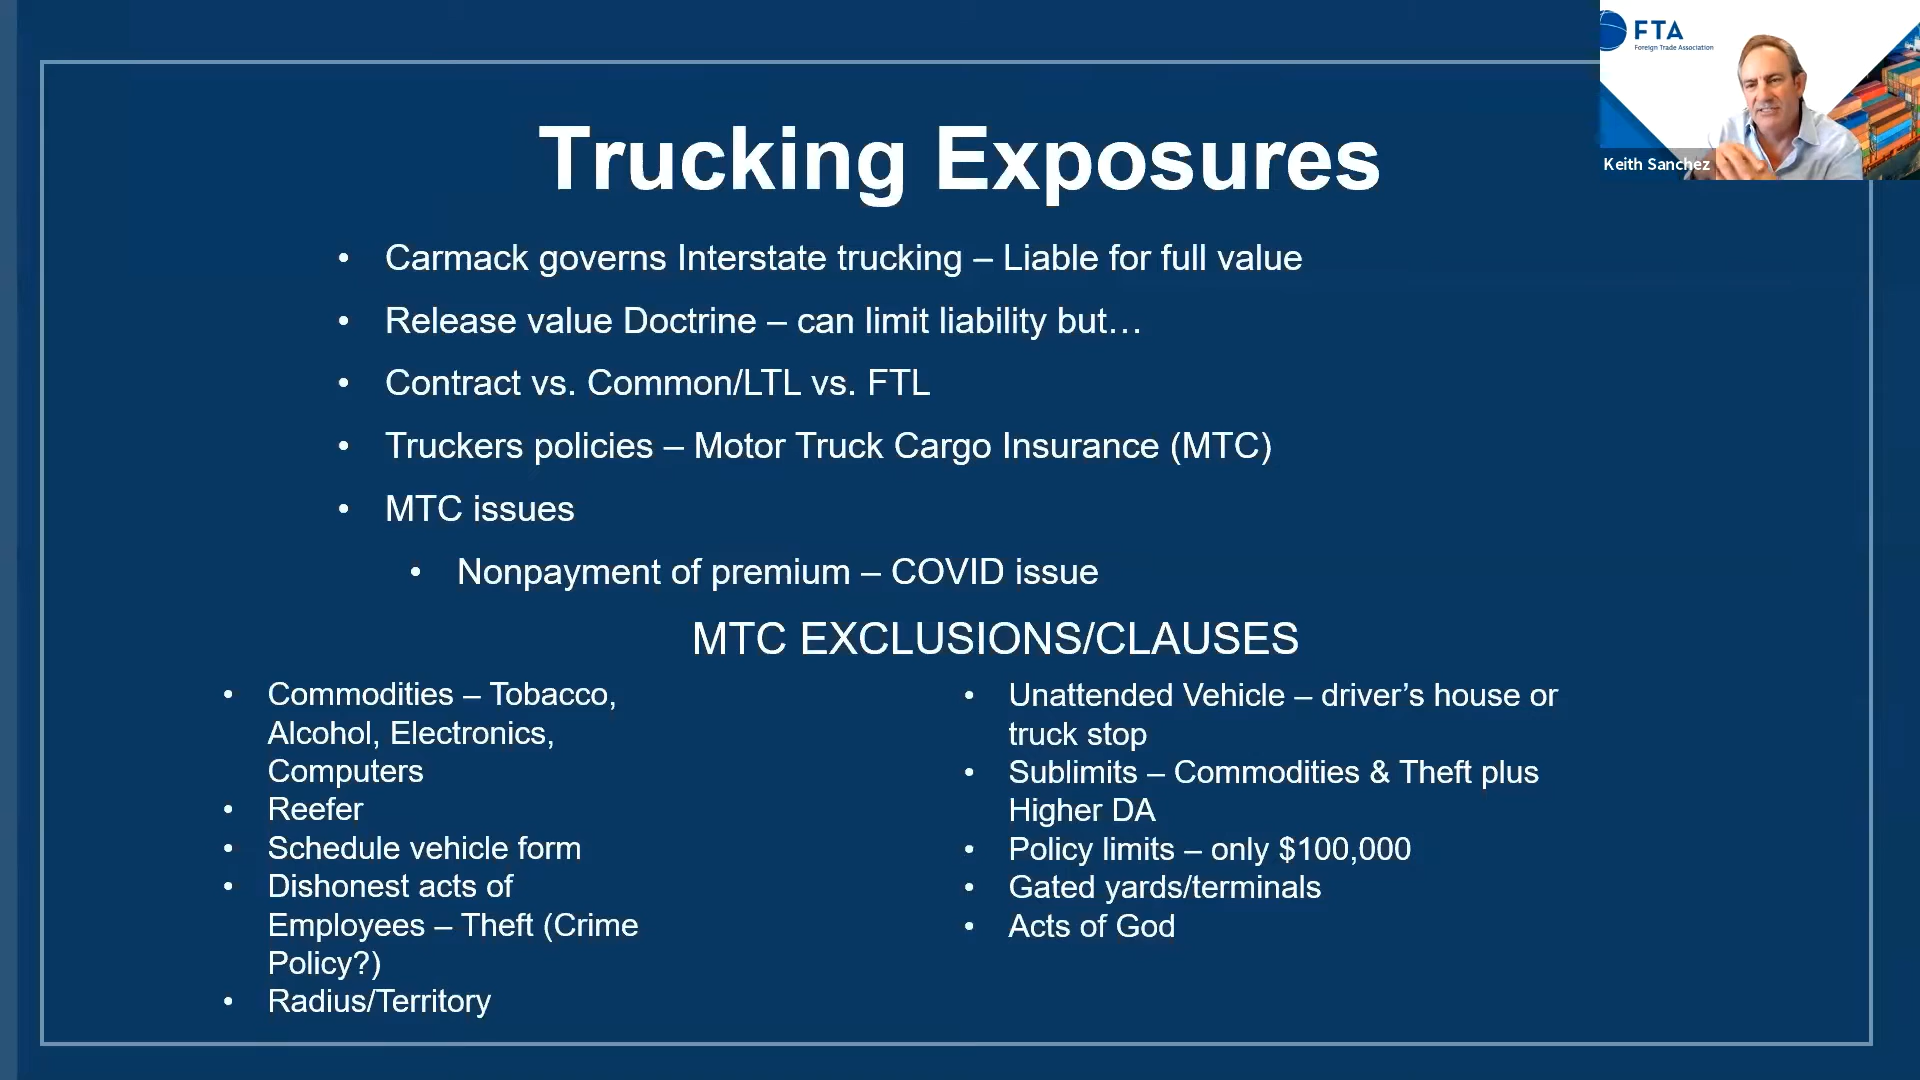 FTA
Foreign Trade Association
Keith Sanchez
Trucking Exposures
• Carmack governs Interstate trucking – Liable for full value
• Release value Doctrine – can limit liability but…
• Contract vs. Common/LTL vs. FTL
• Truckers policies – Motor Truck Cargo Insurance (MTC)
• MTC issues
• Nonpayment of premium – COVID issue
MTC EXCLUSIONS/CLAUSES
• Commodities – Tobacco,
Alcohol, Electronics,
Computers
• Reefer
• Schedule vehicle form
• Dishonest acts of
Employees – Theft (Crime
Policy?)
• Radius/Territory
• Unattended Vehicle – driver’s house or
truck stop
• Sublimits – Commodities & Theft plus
Higher DA
• Policy limits – only $100,000
• Gated yards/terminals
• Acts of God